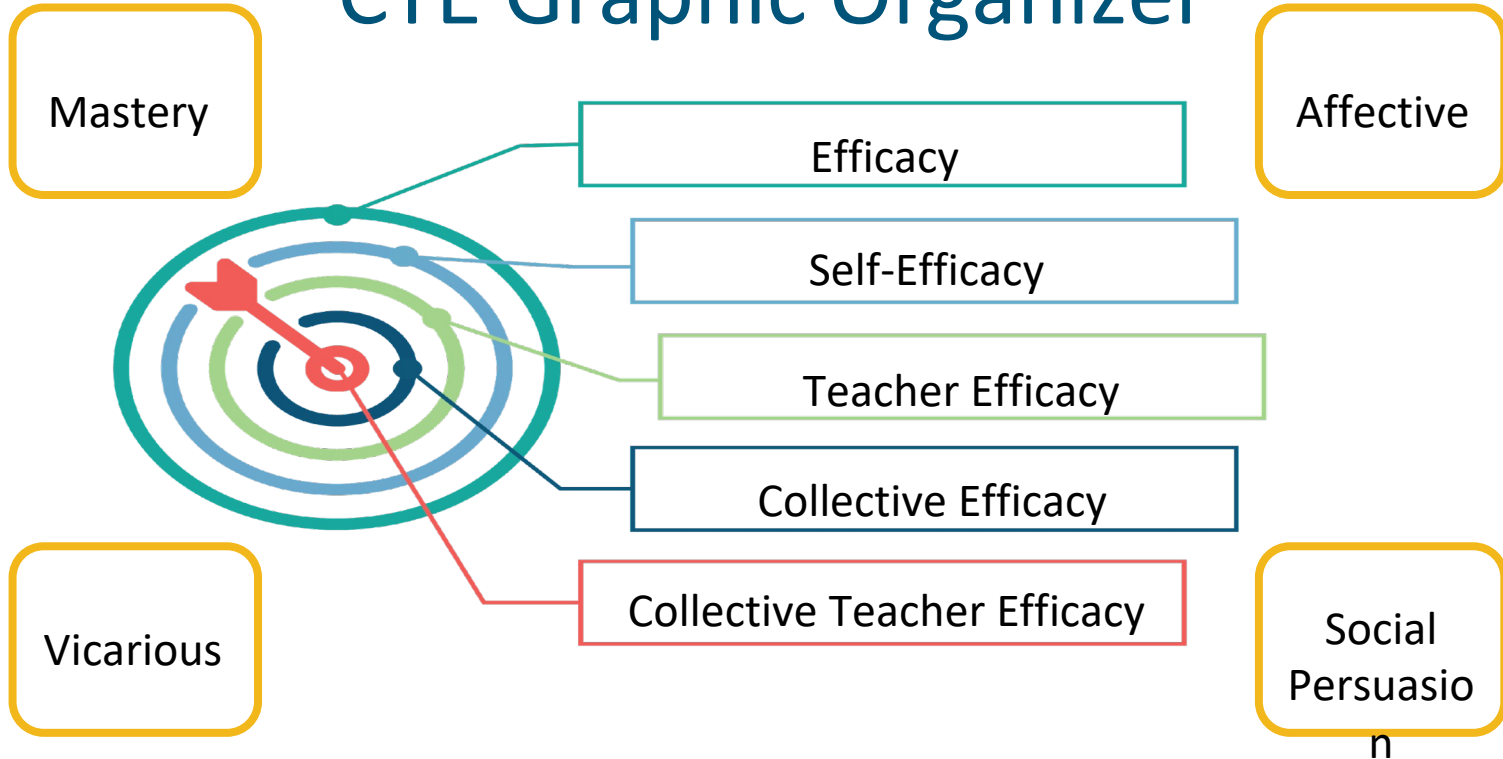 CTE Graphic Organizer
Mastery
Affective
Efficacy
Self-Efficacy
Teacher Efficacy
Collective Efficacy
Collective Teacher Efficacy
Vicarious
Social
Persuasio
n